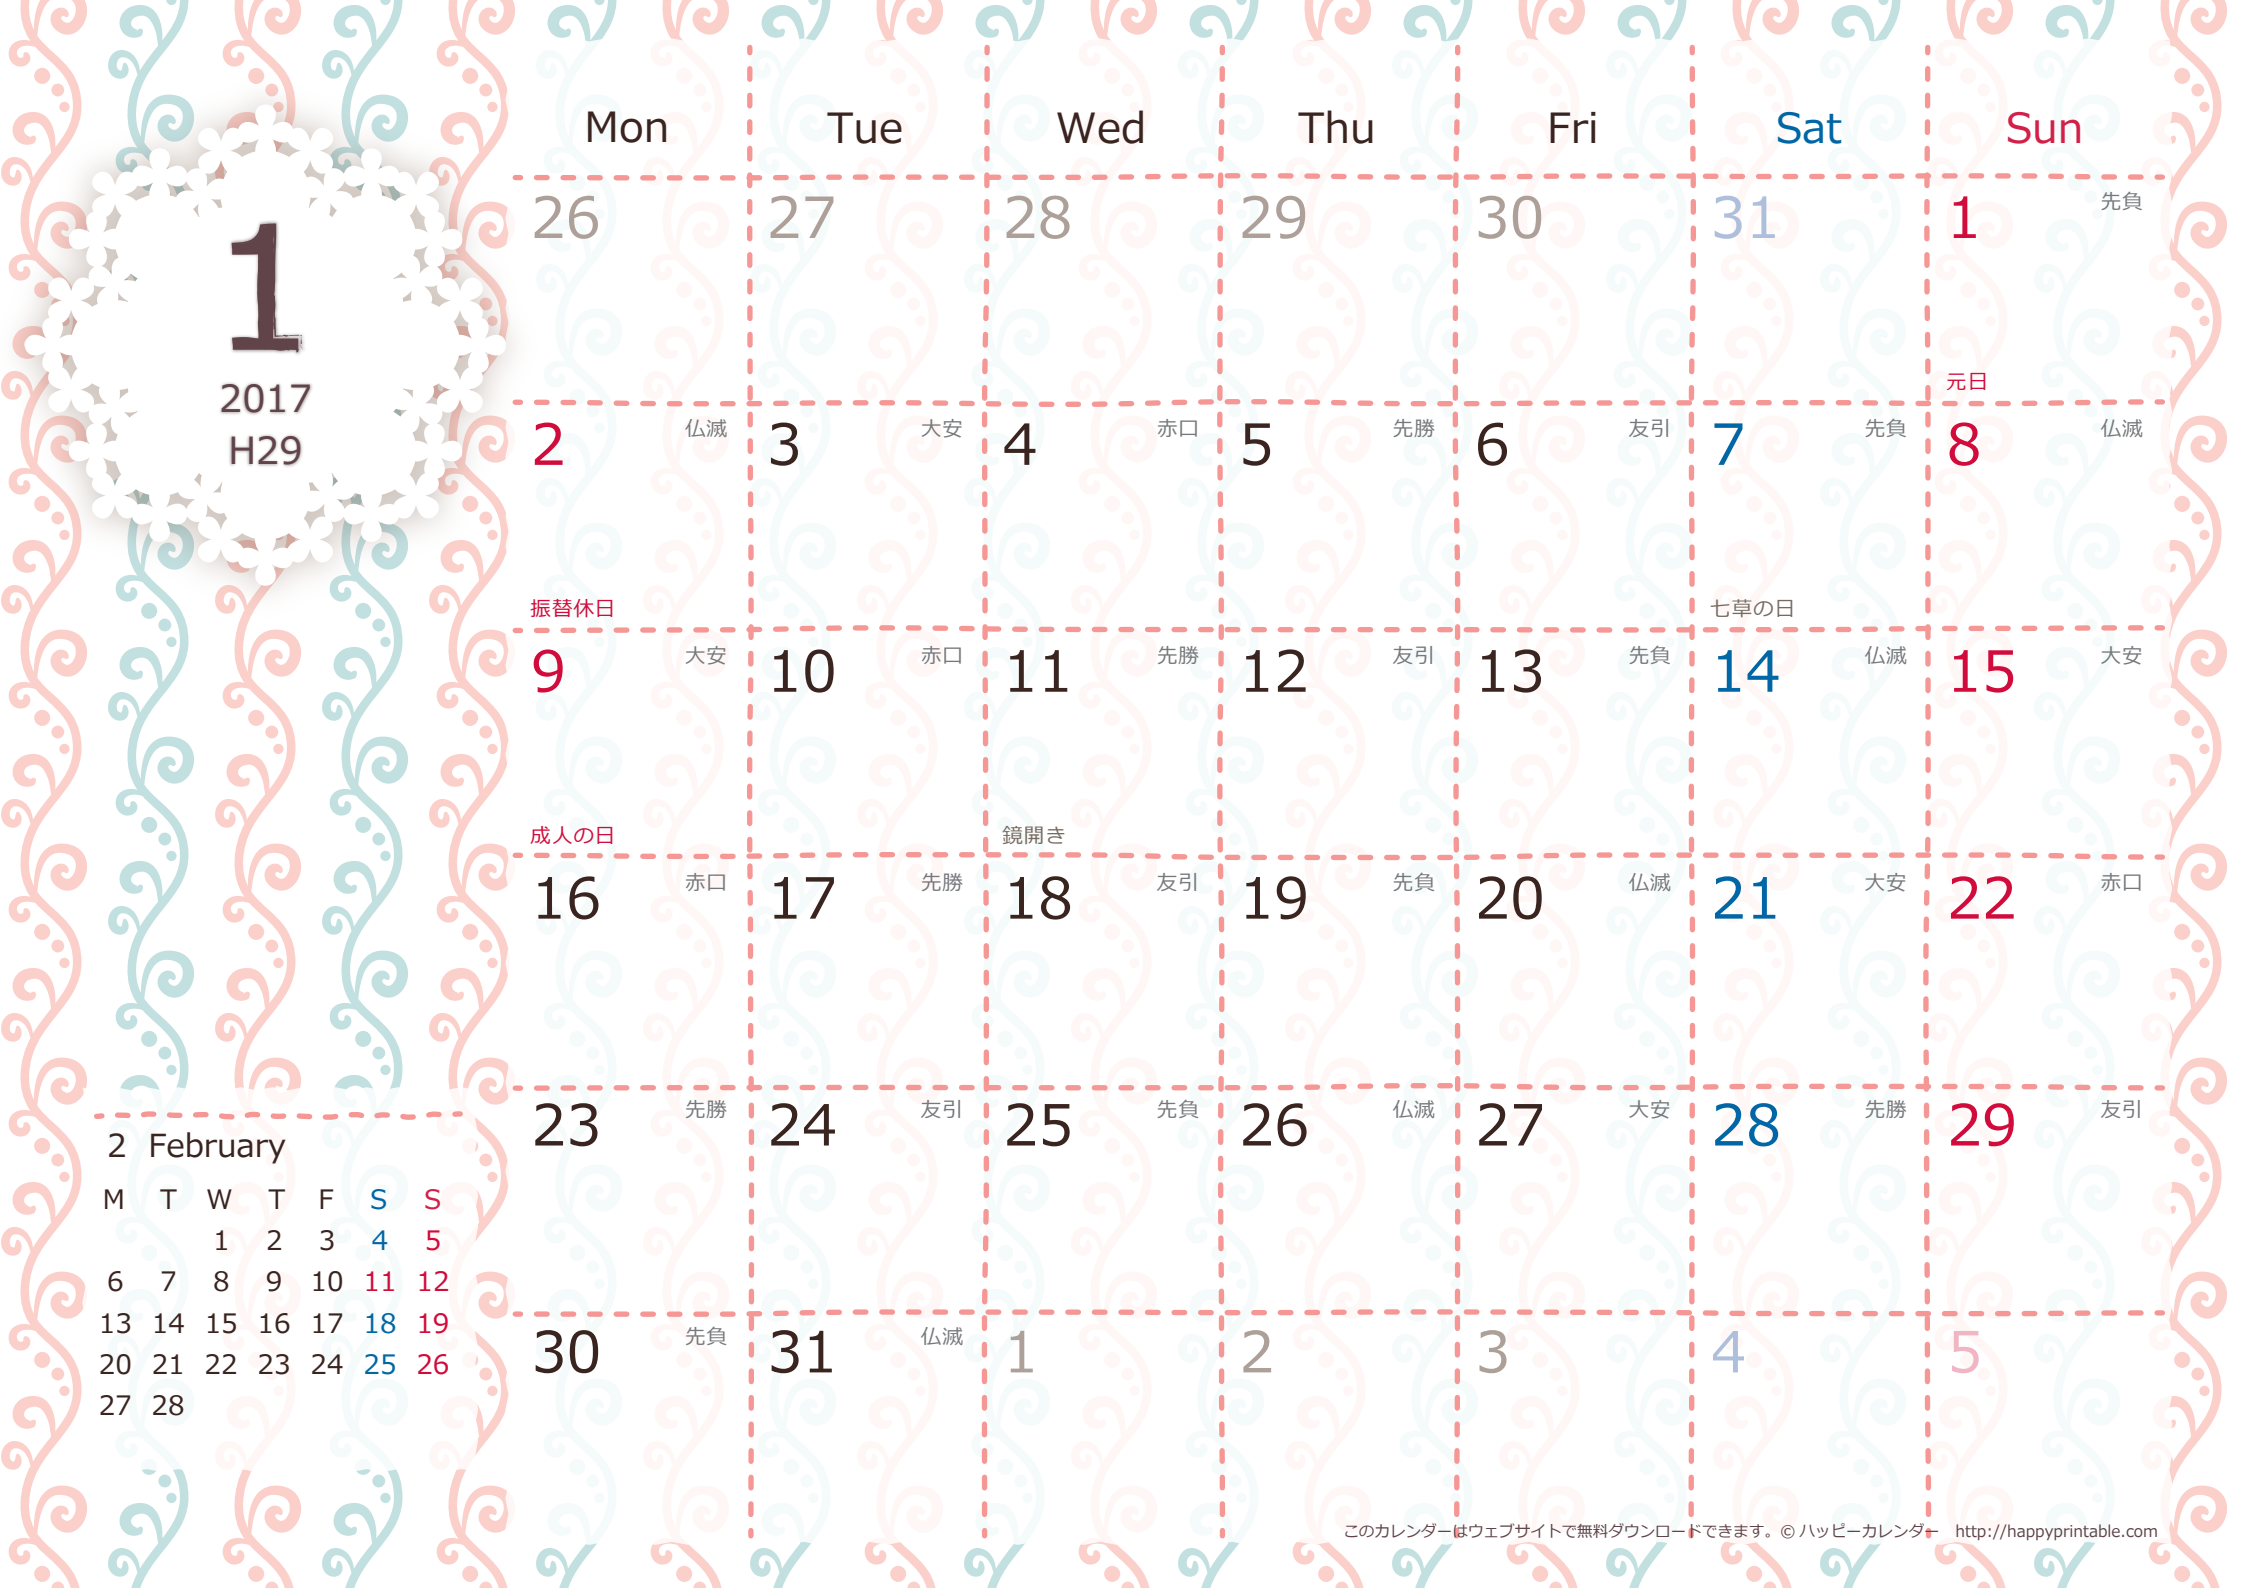 1
2017
H29
Mon Tue Wed Thu Fri Sat Sun
26 27 28 29 30 31 1 先負
元日
2 仏滅 3 大安 4 赤口 5 先勝 6 友引 7 先負 8 仏滅
振替休日 七草の日
9 大安 10 赤口 11 先勝 12 友引 13 先負 14 仏滅 15 大安
成人の日 鏡開き
16 赤口 17 先勝 18 友引 19 先負 20 仏滅 21 大安 22 赤口
23 先勝 24 友引 25 先負 26 仏滅 27 大安 28 先勝 29 友引
30 先負 31 仏滅 1 2 3 4 5
2 February
M T W T F S S
1 2 3 4 5
6 7 8 9 10 11 12
13 14 15 16 17 18 19
20 21 22 23 24 25 26
27 28
このカレンダーはウェブサイトで無料ダウンロードできます。© ハッピーカレンダー http://happyprintable.com